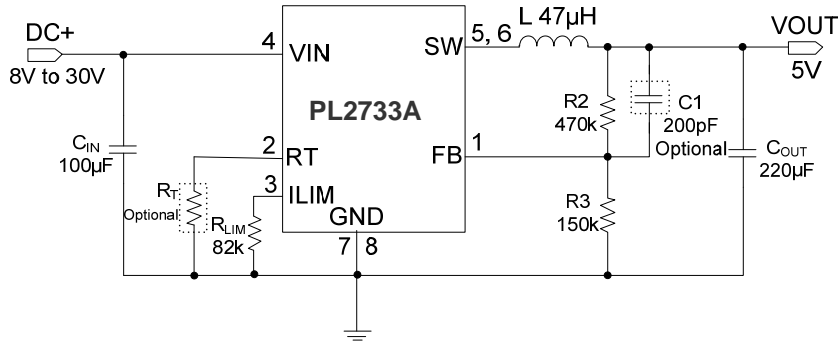 DC+
8V to 30V
CIN
100µF
RT
Optional
RLIM
82k
4
VIN
2
RT
3
ILIM
PL2733A
GND
7 8
SW
5, 6
FB
1
L 47µH
R2
470k
C1
200pF
Optional
R3
150k
COUT
220µF
VOUT
5V